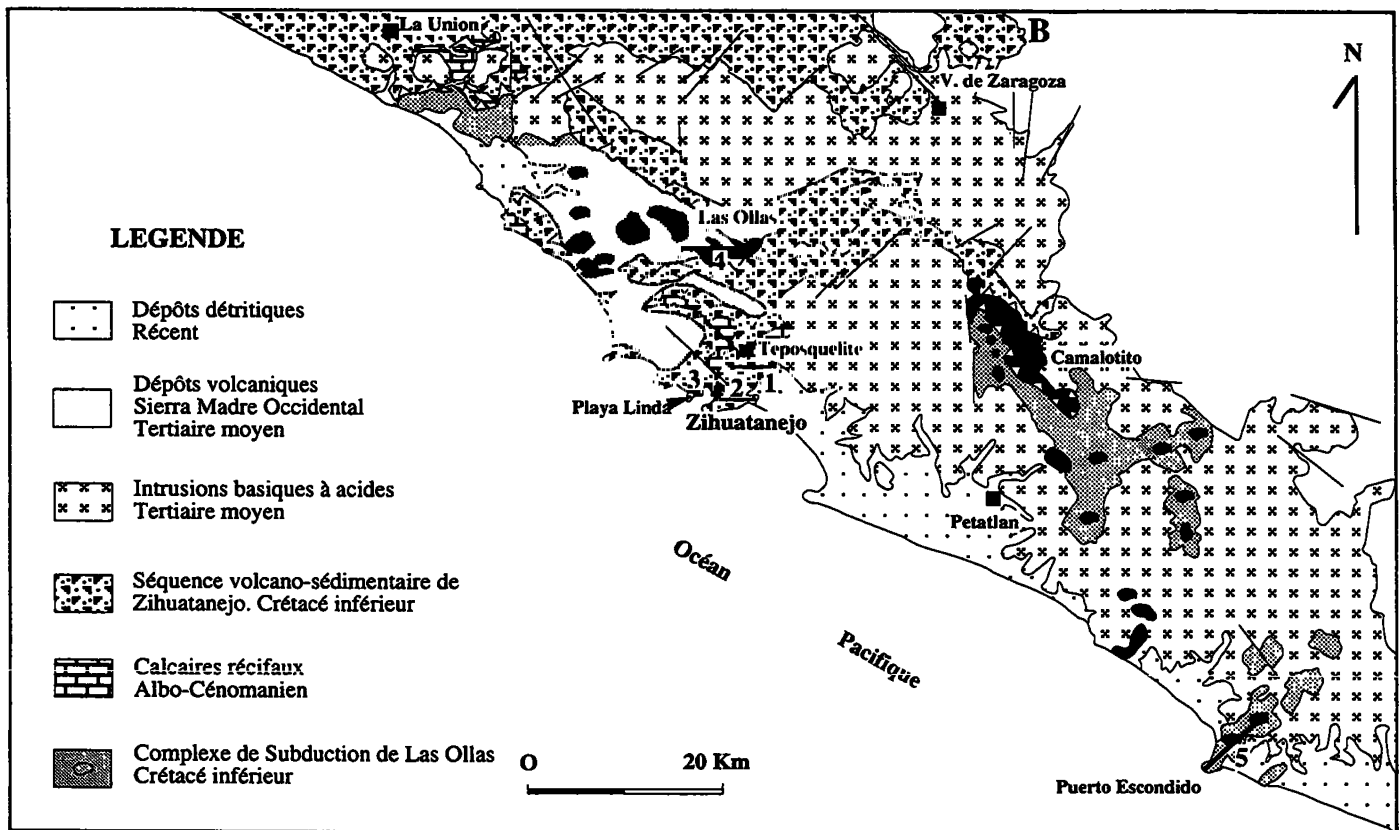 La Union
B
N
V. de Zaragoza
Las Ollas
4
LEGENDE
Dépôts détritiques
Récent
Dépôts volcaniques
Sierra Madre Occidental
Tertiaire moyen
Intrusions basiques à acides
Tertiaire moyen
Séquence volcano-sédimentaire de
Zihuatanejo. Crétacé inférieur
Calcaires récifaux
Albo-Cénomanien
Complexe de Subduction de Las Ollas
Crétacé inférieur
Teposquelite
Camalotito
3
2
1
Playa Linda
Zihuatanejo
Petatlan
Océan
Pacifique
O
20 Km
5
Puerto Escondido